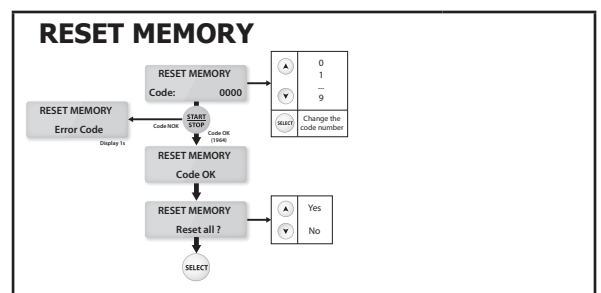 RESET MEMORY
RESET MEMORY
Code: 0000
0
1
...
9
SELECT
Change the
code number
RESET MEMORY
Error Code
Display 1s
Code NOK
START
STOP
Code OK
(1964)
RESET MEMORY
Code OK
RESET MEMORY
Reset all ?
Yes
No
SELECT